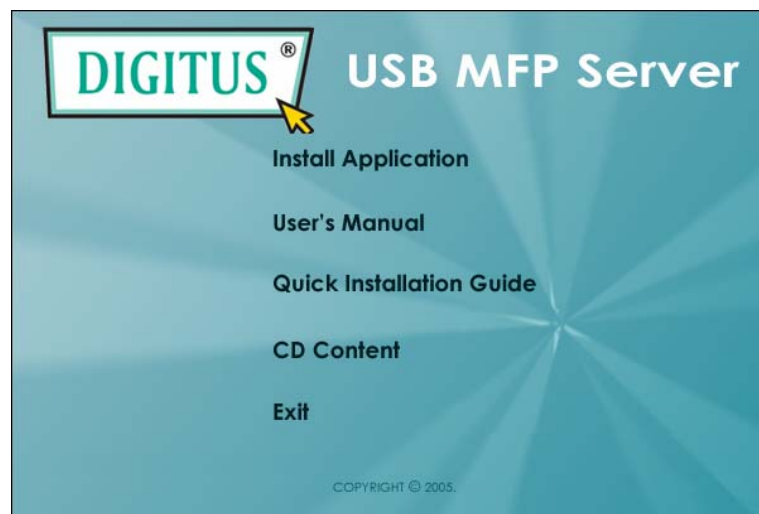 DIGITUS®
USB MFP Server
Install Application
User's Manual
Quick Installation Guide
CD Content
Exit
COPYRIGHT © 2005.